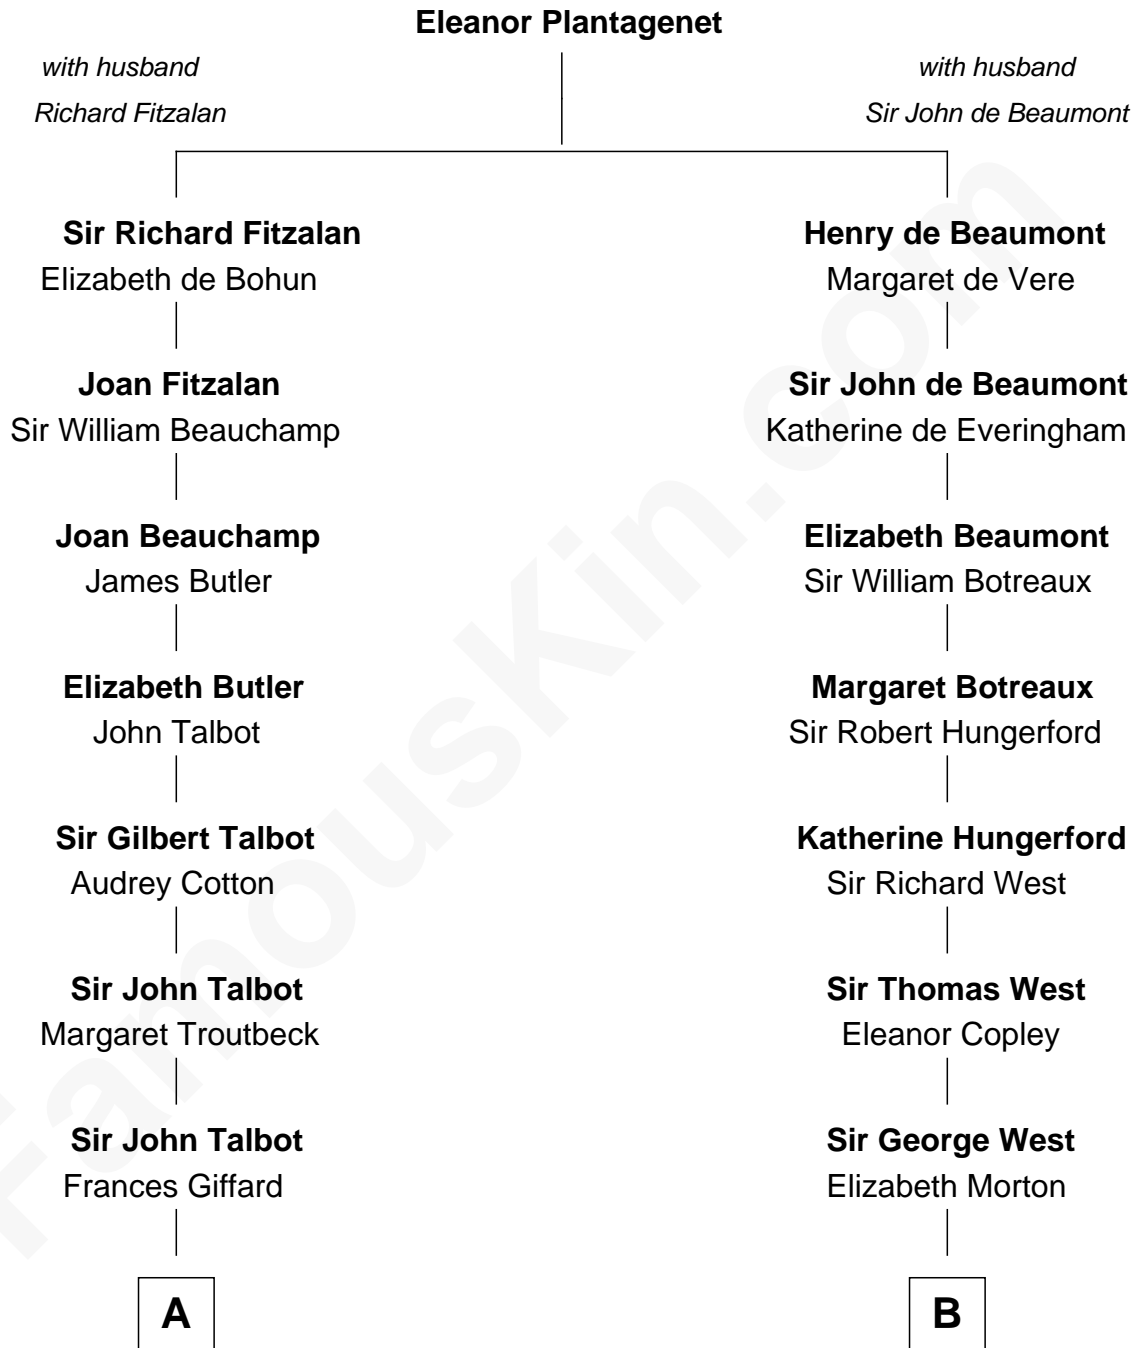 Eleanor Plantagenet
with husband
Richard Fitzalan
with husband
Sir John de Beaumont
Sir Richard Fitzalan
Elizabeth de Bohun
Henry de Beaumont
Margaret de Vere
Joan Fitzalan
Sir William Beauchamp
Sir John de Beaumont
Katherine de Everingham
Joan Beauchamp
James Butler
Elizabeth Beaumont
Sir William Botreaux
Elizabeth Butler
John Talbot
Margaret Botreaux
Sir Robert Hungerford
Sir Gilbert Talbot
Audrey Cotton
Katherine Hungerford
Sir Richard West
Sir John Talbot
Margaret Troutbeck
Sir Thomas West
Eleanor Copley
Sir John Talbot
Frances Giffard
Sir George West
Elizabeth Morton
A
B
FamousKin.com